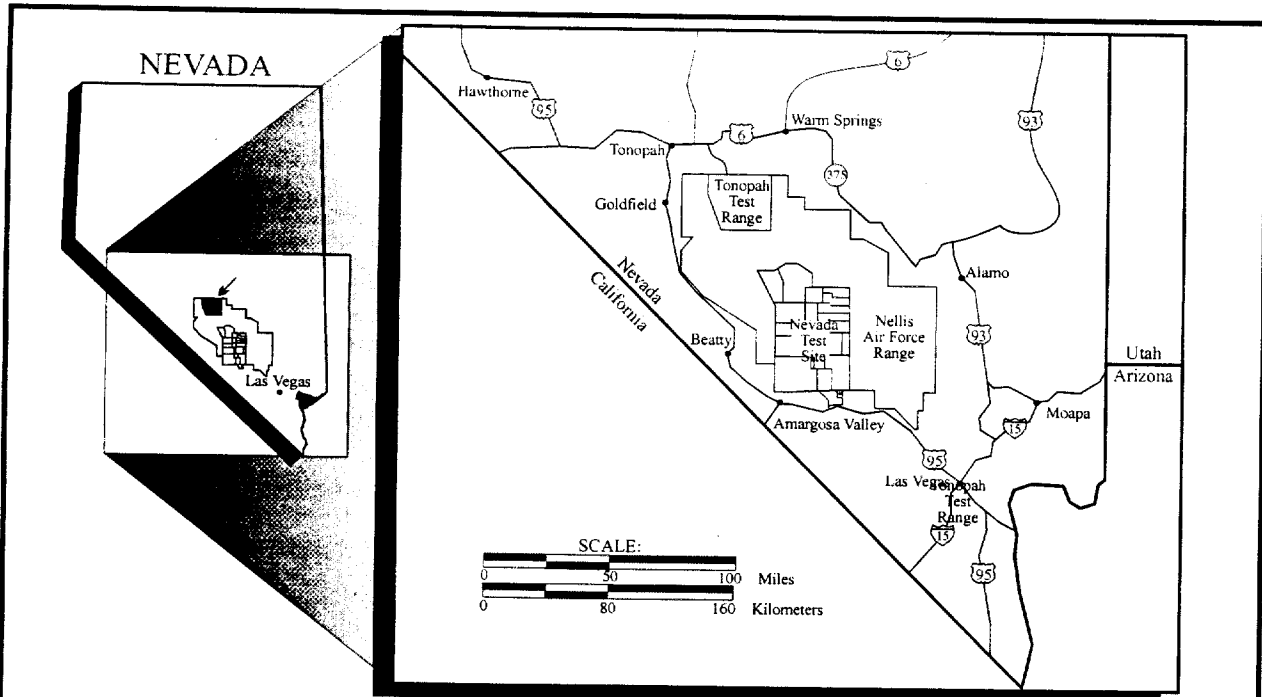 NEVADA
Las Vegas
Hawthorne
95
6
Warm Springs
6
93
Tonopah
375
Tonopah
Test
Range
Goldfield
Nevada
California
Alamo
Beatty
Nevada
Test
Site
Nellis
Air Force
Range
93
Utah
Arizona
Amargosa Valley
Moapa
15
95
Las Vegas
Tonopah
Test
Range
15
95
SCALE:
0 50 100 Miles
0 80 160 Kilometers